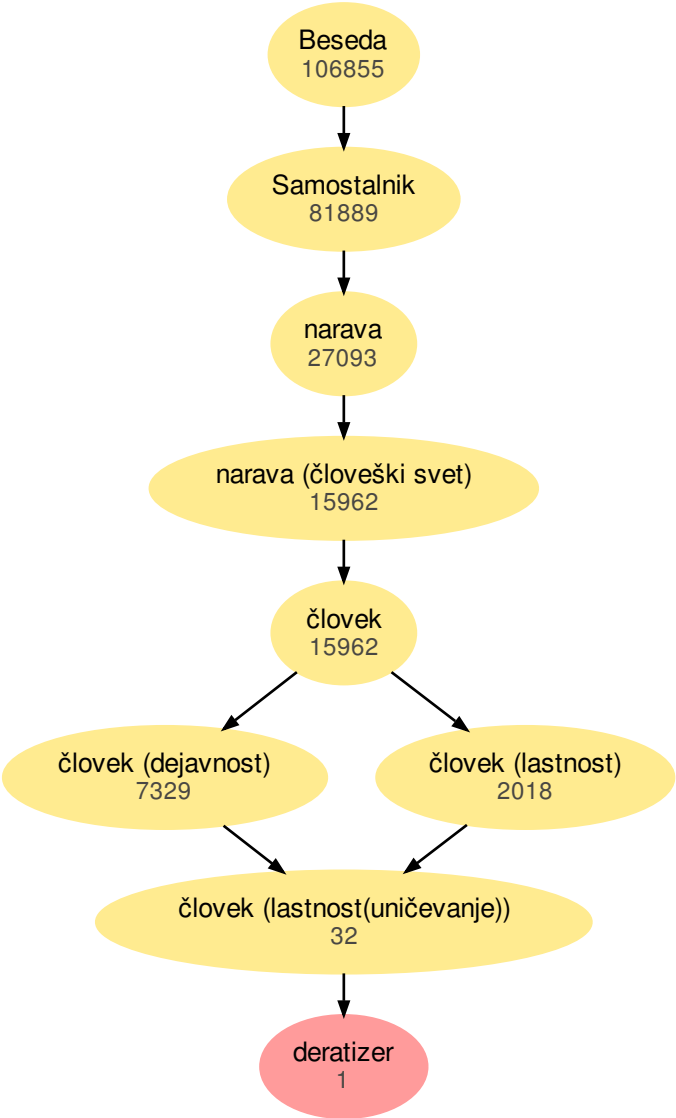 Beseda
106855
Samostalnik
81889
narava
27093
narava (človeški svet)
15962
človek
15962
človek (dejavnost)
7329
človek (lastnost)
2018
človek (lastnost(uničevanje))
32
deratizer
1